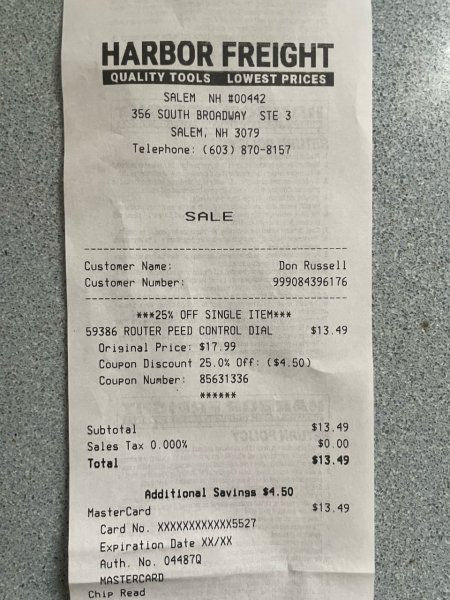 HARBOR FREIGHT
QUALITY TOOLS LOWEST PRICES
SALEM NH #00442
356 SOUTH BROADWAY STE 3
SALEM, NH 3079
Telephone: (603) 870-8157
SALE
Customer Name: Don Russell
Customer Number: 999084396176
***25% OFF SINGLE ITEM***
59386 ROUTER PEED CONTROL DIAL $13.49
Original Price: $17.99
Coupon Discount 25.0% Off: ($4.50)
Coupon Number: 85631336
******
Subtotal $13.49
Sales Tax 0.000% $0.00
Total $13.49
Additional Savings $4.50
MasterCard $13.49
Card No. XXXXXXXXXXXX5527
Expiration Date XX/XX
Auth. No. 04487Q
MASTERCARD
Chip Read